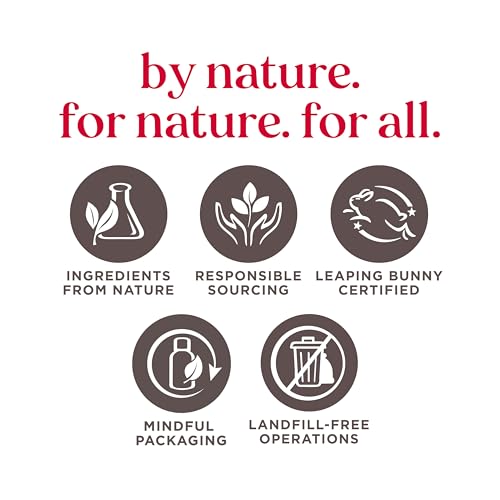 by nature.
for nature. for all.
INGREDIENTS
FROM NATURE
RESPONSIBLE
SOURCING
LEAPING BUNNY
CERTIFIED
MINDFUL
PACKAGING
LANDFILL-FREE
OPERATIONS